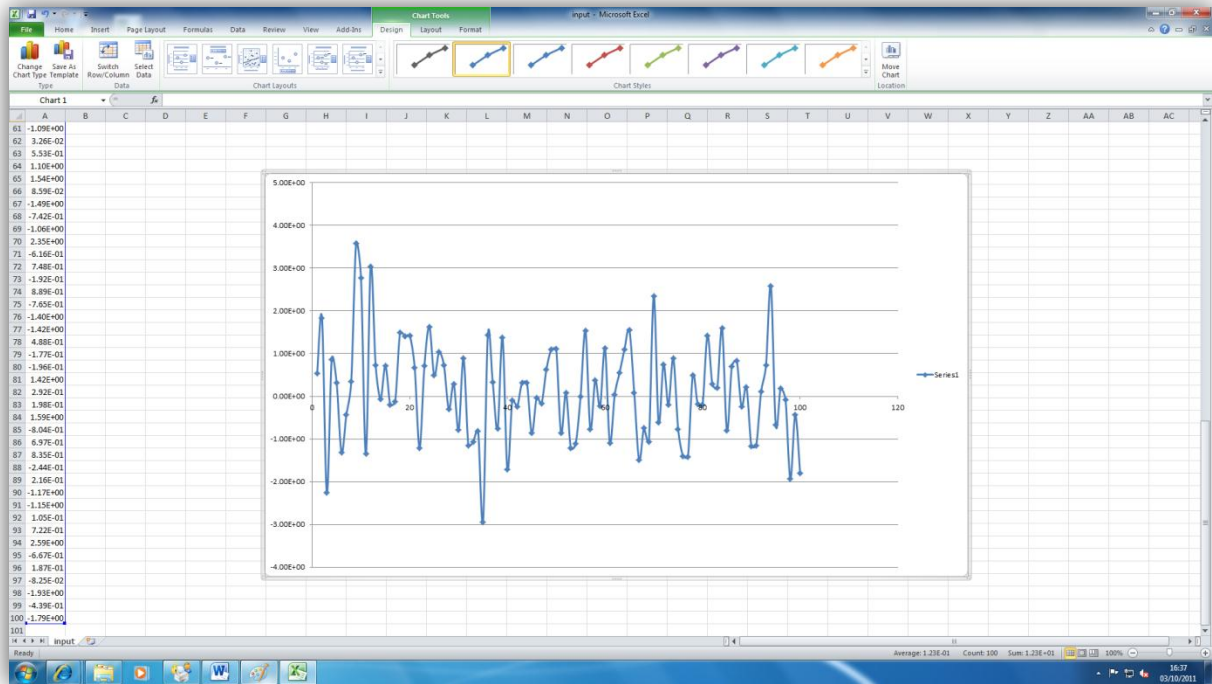 Chart Tools
input - Microsoft Excel
File Home Insert Page Layout Formulas Data Review View Add-Ins Design Layout Format
Change Chart Type
Save As Template
Switch Row/Column
Select Data
Move Chart
Type Data Chart Layouts Chart Styles Location
Chart 1 fx
A B C D E F G H I J K L M N O P Q R S T U V W X Y Z AA AB AC
61 -1.09E+00
62 3.26E-02
63 5.53E-01
64 1.10E+00
65 1.54E+00
66 8.59E-02
67 -1.49E+00
68 -7.42E-01
69 -1.06E+00
70 2.35E+00
71 -6.16E-01
72 7.48E-01
73 -1.92E-01
74 8.89E-01
75 -7.65E-01
76 -1.40E+00
77 -1.42E+00
78 4.88E-01
79 -1.77E-01
80 -1.96E-01
81 1.42E+00
82 2.92E-01
83 1.98E-01
84 1.59E+00
85 -8.04E-01
86 6.97E-01
87 8.35E-01
88 -2.44E-01
89 2.16E-01
90 -1.17E+00
91 -1.15E+00
92 1.05E-01
93 7.22E-01
94 2.59E+00
95 -6.67E-01
96 1.87E-01
97 -8.25E-02
98 -1.93E+00
99 -4.39E-01
100 -1.79E+00
101
5.00E+00
4.00E+00
3.00E+00
2.00E+00
1.00E+00
0.00E+00
-1.00E+00
-2.00E+00
-3.00E+00
-4.00E+00
0 20 40 60 80 100 120
Series1
input
Ready Average: 1.23E-01 Count: 100 Sum: 1.23E+01 100%
16:37
03/10/2011